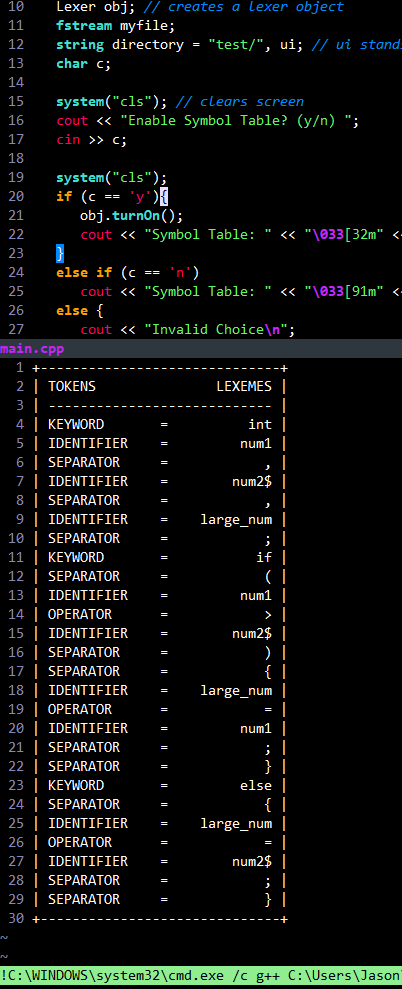 10 Lexer obj; // creates a lexer object
11 fstream myfile;
12 string directory = "test/", ui; // ui stand
13 char c;
14
15 system("cls"); // clears screen
16 cout << "Enable Symbol Table? (y/n) ";
17 cin >> c;
18
19 system("cls");
20 if (c == 'y'){
21 obj.turnOn();
22 cout << "Symbol Table: " << "\033[32m" <
23 }
24 else if (c == 'n')
25 cout << "Symbol Table: " << "\033[91m" <
26 else {
27 cout << "Invalid Choice\n";
main.cpp
1 +------------------------------+
2 | TOKENS LEXEMES |
3 | ---------------------------- |
4 | KEYWORD = int |
5 | IDENTIFIER = num1 |
6 | SEPARATOR = , |
7 | IDENTIFIER = num2$ |
8 | SEPARATOR = , |
9 | IDENTIFIER = large_num |
10 | SEPARATOR = ; |
11 | KEYWORD = if |
12 | SEPARATOR = ( |
13 | IDENTIFIER = num1 |
14 | OPERATOR = > |
15 | IDENTIFIER = num2$ |
16 | SEPARATOR = ) |
17 | SEPARATOR = { |
18 | IDENTIFIER = large_num |
19 | OPERATOR = = |
20 | IDENTIFIER = num1 |
21 | SEPARATOR = ; |
22 | SEPARATOR = } |
23 | KEYWORD = else |
24 | SEPARATOR = { |
25 | IDENTIFIER = large_num |
26 | OPERATOR = = |
27 | IDENTIFIER = num2$ |
28 | SEPARATOR = ; |
29 | SEPARATOR = } |
30 +------------------------------+
~
~
!C:\WINDOWS\system32\cmd.exe /c g++ C:\Users\Jason